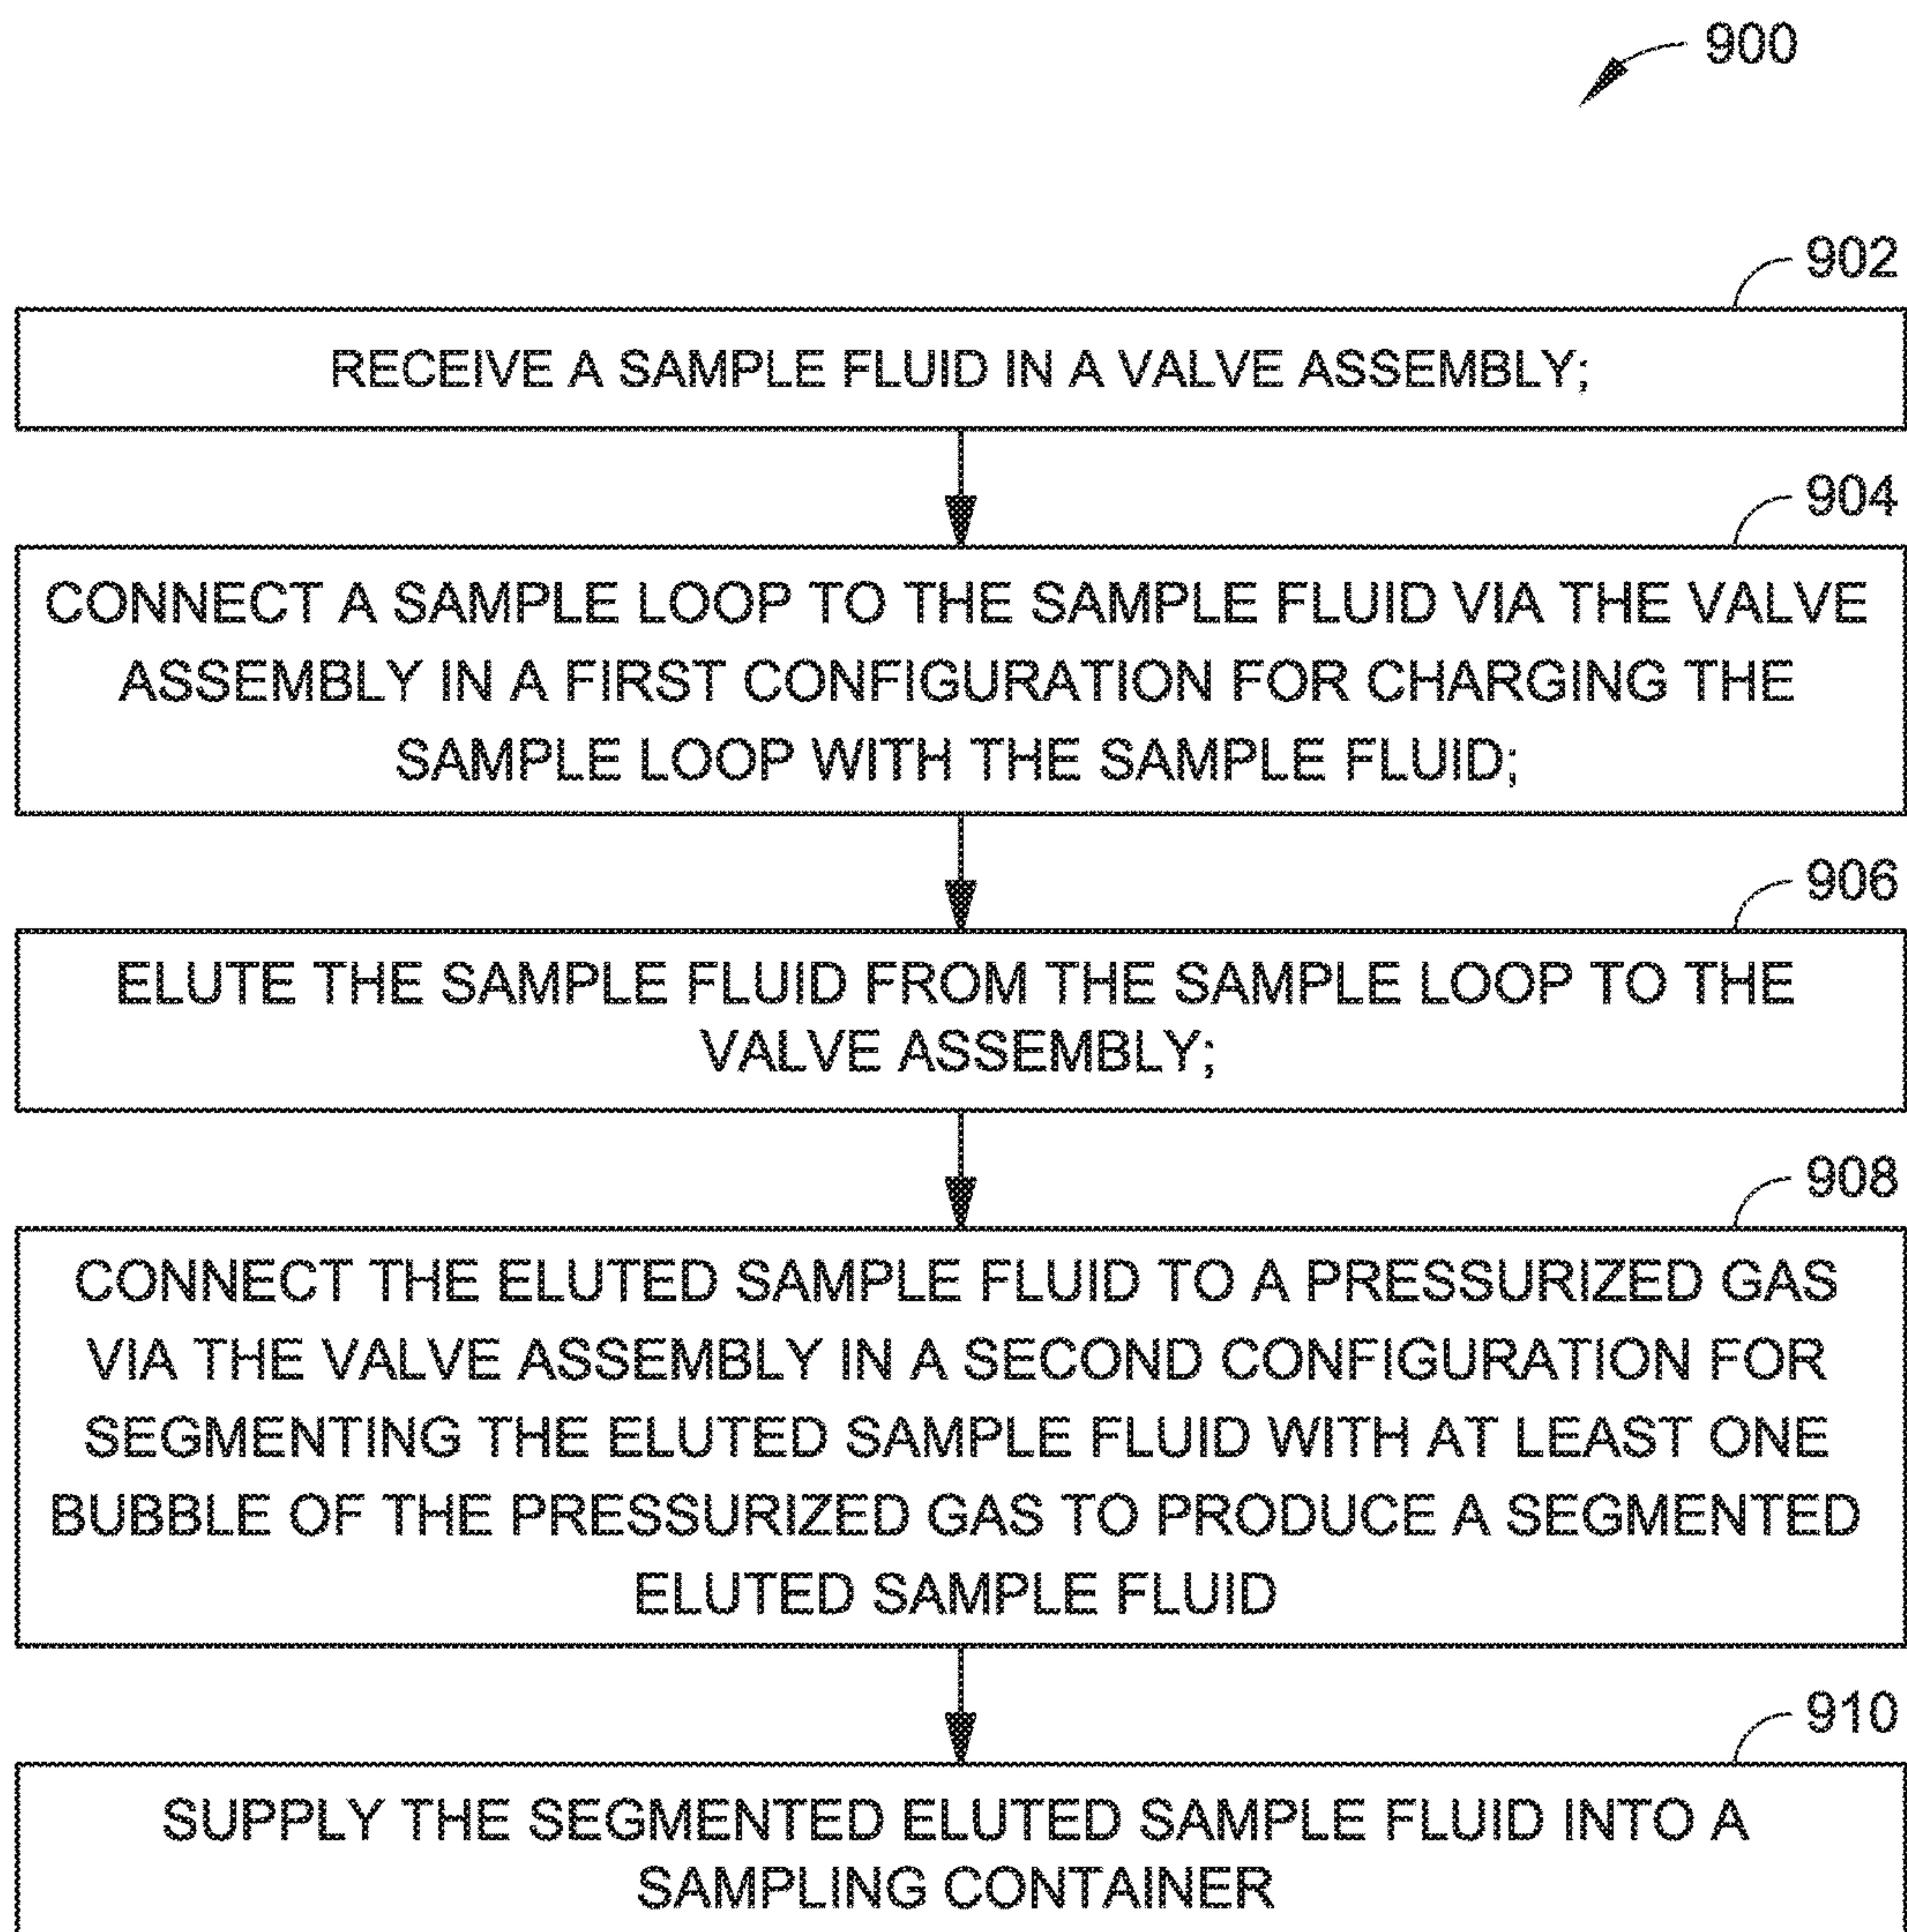 900
902
RECEIVE A SAMPLE FLUID IN A VALVE ASSEMBLY;
904
CONNECT A SAMPLE LOOP TO THE SAMPLE FLUID VIA THE VALVE
ASSEMBLY IN A FIRST CONFIGURATION FOR CHARGING THE
SAMPLE LOOP WITH THE SAMPLE FLUID;
906
ELUTE THE SAMPLE FLUID FROM THE SAMPLE LOOP TO THE
VALVE ASSEMBLY;
908
CONNECT THE ELUTED SAMPLE FLUID TO A PRESSURIZED GAS
VIA THE VALVE ASSEMBLY IN A SECOND CONFIGURATION FOR
SEGMENTING THE ELUTED SAMPLE FLUID WITH AT LEAST ONE
BUBBLE OF THE PRESSURIZED GAS TO PRODUCE A SEGMENTED
ELUTED SAMPLE FLUID
910
SUPPLY THE SEGMENTED ELUTED SAMPLE FLUID INTO A
SAMPLING CONTAINER